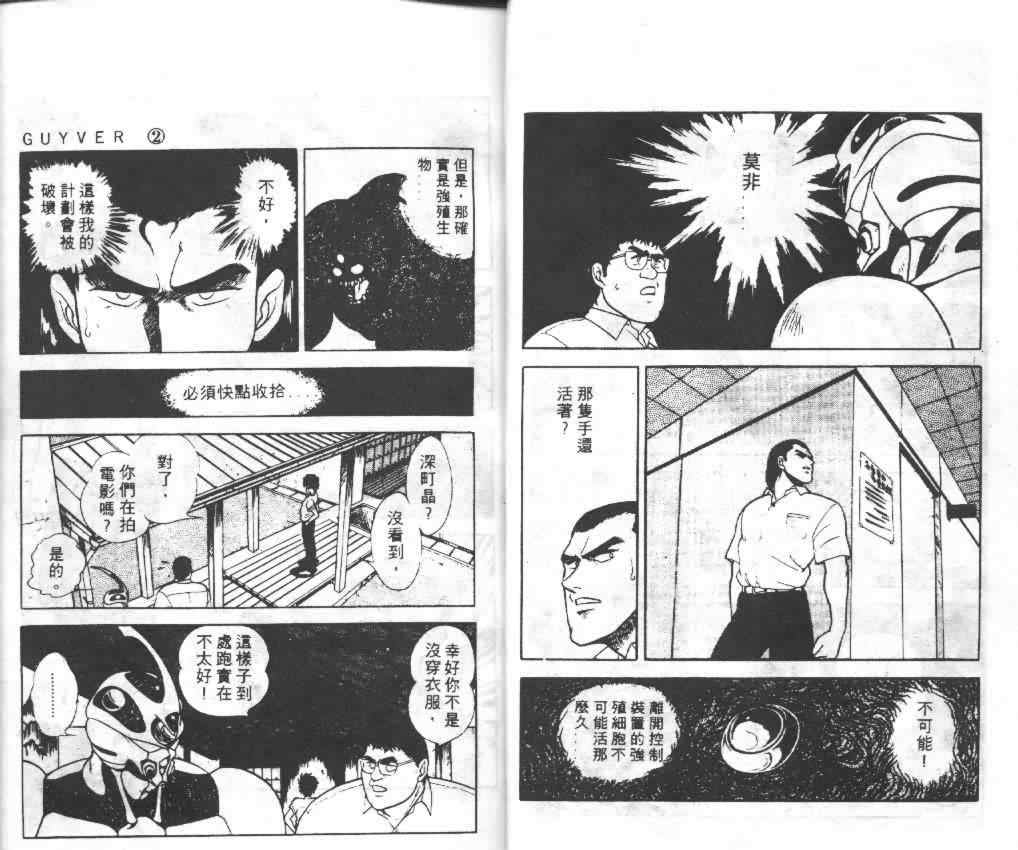 莫非……
那隻手還
活著？
不可能！
離開控制
裝置的強
殖細胞不
可能活那
麼久……
GUYVER ②
但是，那確
實是強殖生
物……
不好，
這樣我的
計劃會被
破壞。
必須快點收拾...
深町晶？
沒看到，
對了，
你們在拍
電影嗎？
是的。
幸好你不是
沒穿衣服，
這樣子到
處跑實在
不太好！
………